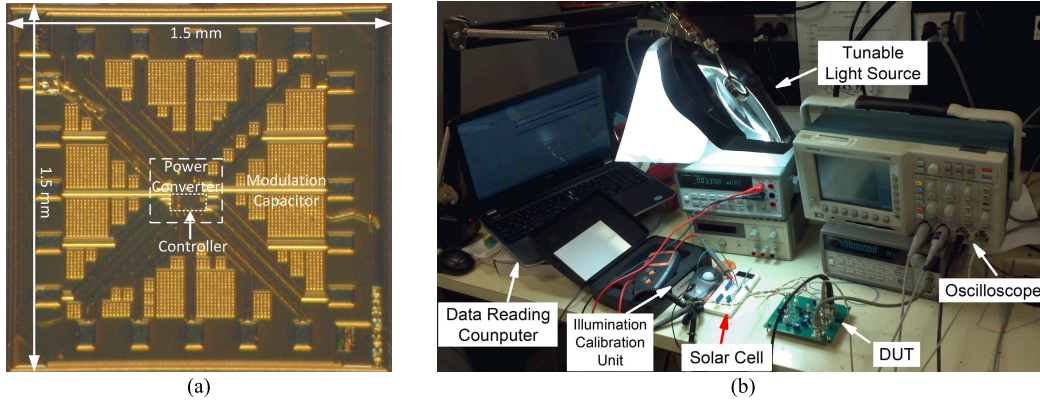 1.5 mm
1.5 mm
Power
Converter
Modulation
Capacitor
Controller
(a)
Tunable
Light Source
Data Reading
Counputer
Illumination
Calibration
Unit
Solar Cell
DUT
Oscilloscope
(b)